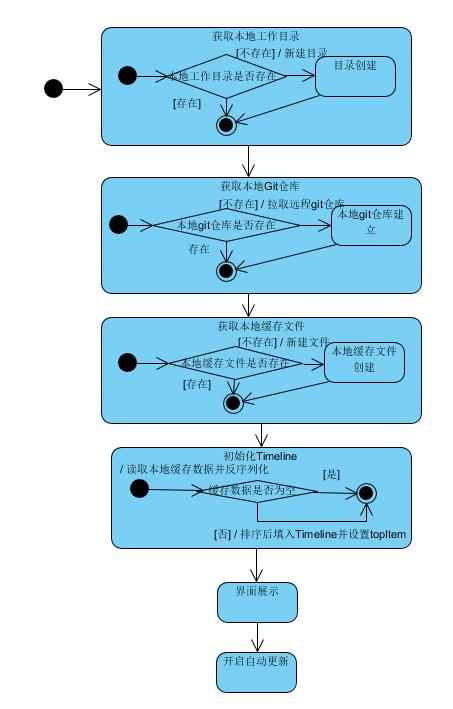 获取本地工作目录
[不存在] / 新建目录
目录创建
本地工作目录是否存在
[存在]
获取本地Git仓库
[不存在] / 拉取远程git仓库
本地git仓库建
立
本地git仓库是否存在
存在
获取本地缓存文件
[不存在] / 新建文件
本地缓存文件
创建
本地缓存文件是否存在
[存在]
初始化Timeline
/ 读取本地缓存数据并反序列化
[是]
缓存数据是否为空
[否] / 排序后填入Timeline并设置topItem
界面展示
开启自动更新